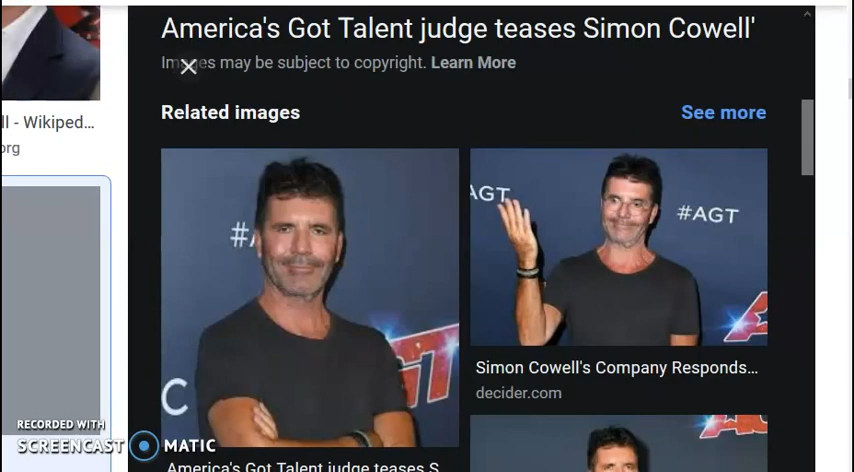 America's Got Talent judge teases Simon Cowell'
Images may be subject to copyright. Learn More
ll - Wikiped...
org
Related images
See more
#A
AGT
#AGT
GT
C
Simon Cowell's Company Responds...
decider.com
RECORDED WITH
SCREENCAST MATIC
America's Got Talent judge teases S